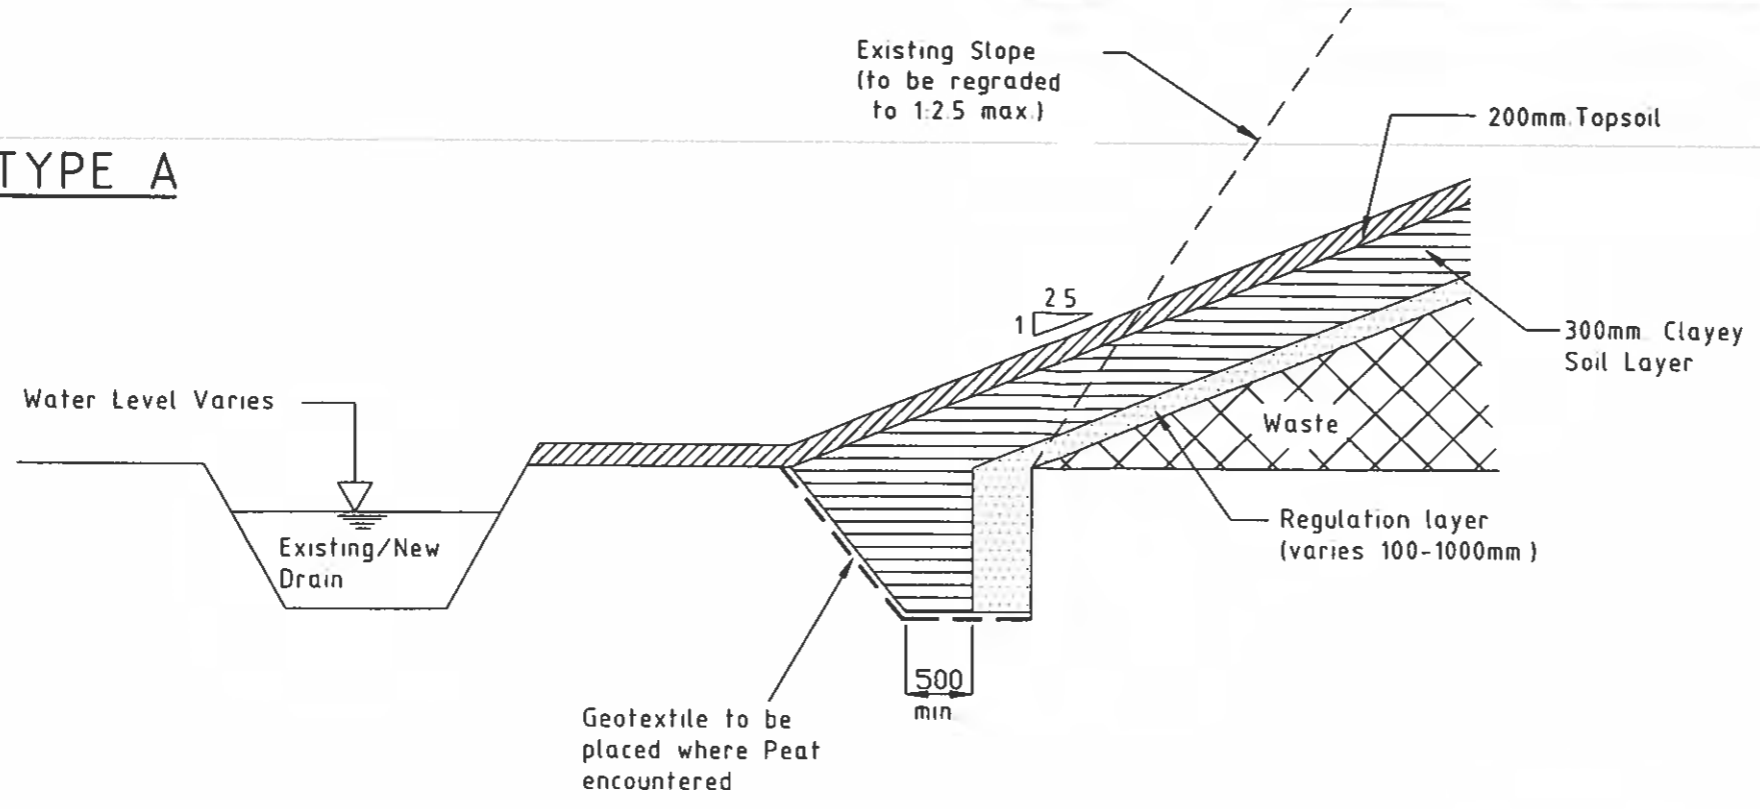 Existing Slope
(to be regraded
to 1:2.5 max.)
200mm Topsoil
TYPE A
2.5
1
300mm Clayey
Soil Layer
Water Level Varies
Waste
Existing/New
Drain
Regulation layer
(varies 100-1000mm)
500
min
Geotextile to be
placed where Peat
encountered